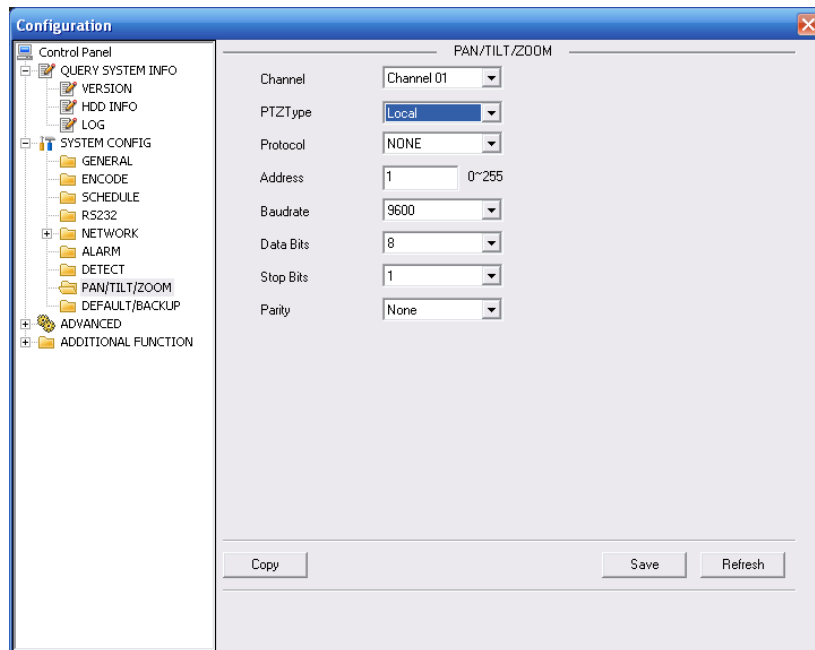 Configuration
Control Panel
QUERY SYSTEM INFO
VERSION
HDD INFO
LOG
SYSTEM CONFIG
GENERAL
ENCODE
SCHEDULE
RS232
NETWORK
ALARM
DETECT
PAN/TILT/ZOOM
DEFAULT/BACKUP
ADVANCED
ADDITIONAL FUNCTION
PAN/TILT/ZOOM
Channel Channel 01
PTZType Local
Protocol NONE
Address 1 0~255
Baudrate 9600
Data Bits 8
Stop Bits 1
Parity None
Copy Save Refresh